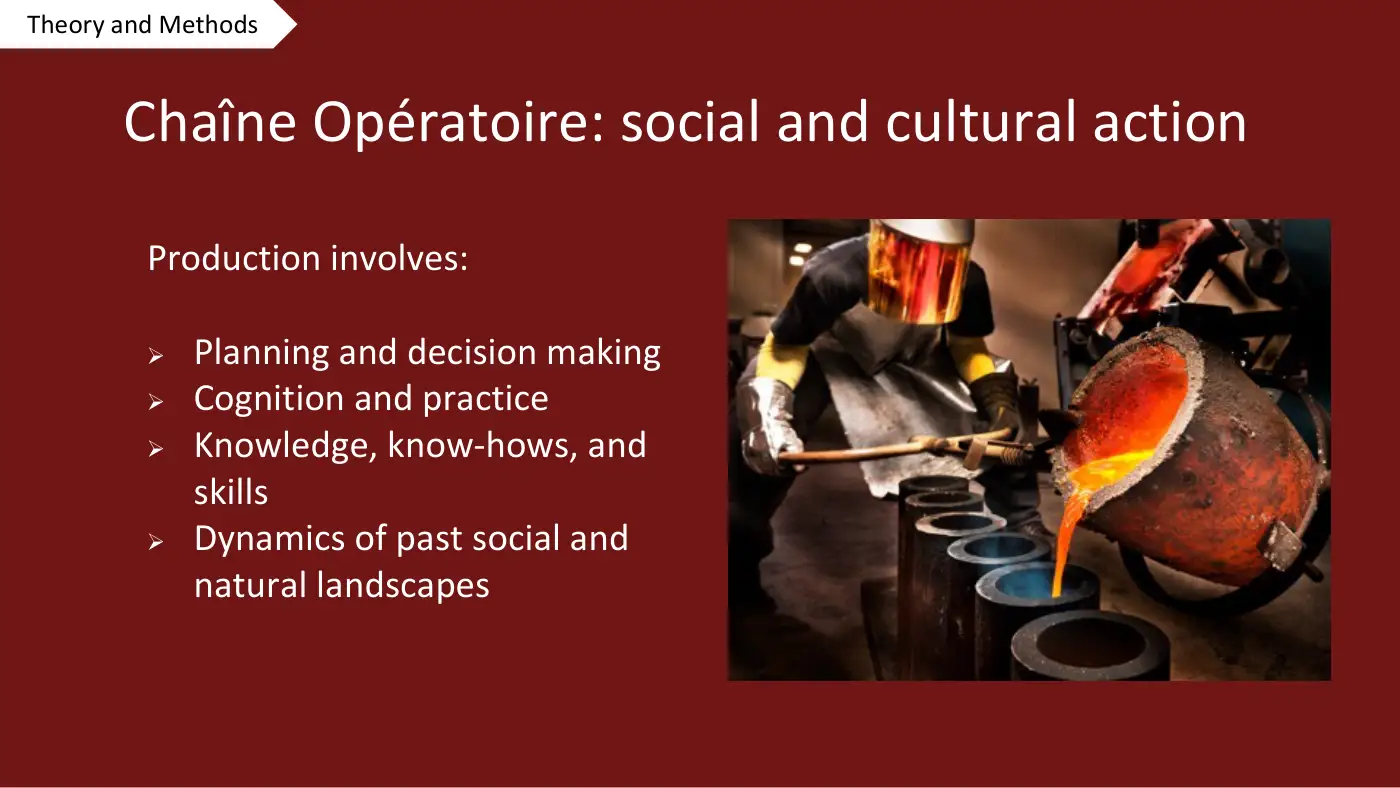 Theory and Methods
Chaîne Opératoire: social and cultural action
Production involves:
Planning and decision making
Cognition and practice
Knowledge, know-hows, and
skills
Dynamics of past social and
natural landscapes